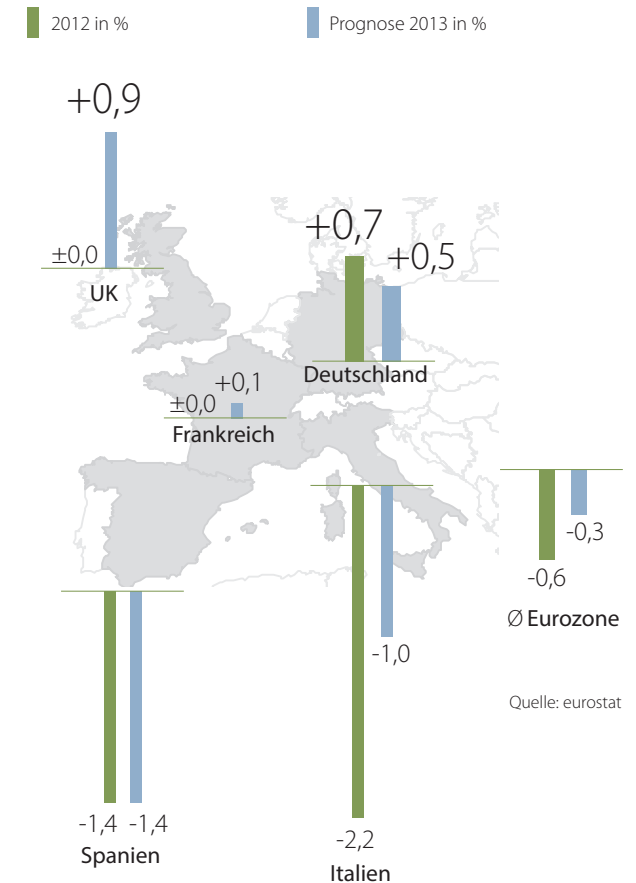 2012 in %
Prognose 2013 in %
+0,9
±0,0
UK
+0,7
+0,5
Deutschland
+0,1
±0,0
Frankreich
-0,3
-0,6
Ø Eurozone
-1,0
Quelle: eurostat
-1,4 -1,4
Spanien
-2,2
Italien